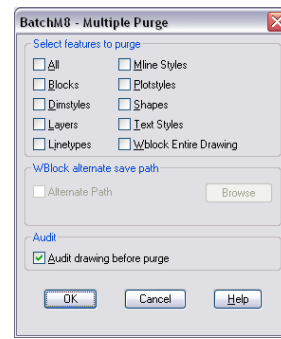 BatchM8 - Multiple Purge
Select features to purge
All
Mline Styles
Blocks
Plotstyles
Dimstyles
Shapes
Layers
Text Styles
Linetypes
Wblock Entire Drawing
WBlock alternate save path
Alternate Path
Browse
Audit
Audit drawing before purge
OK
Cancel
Help